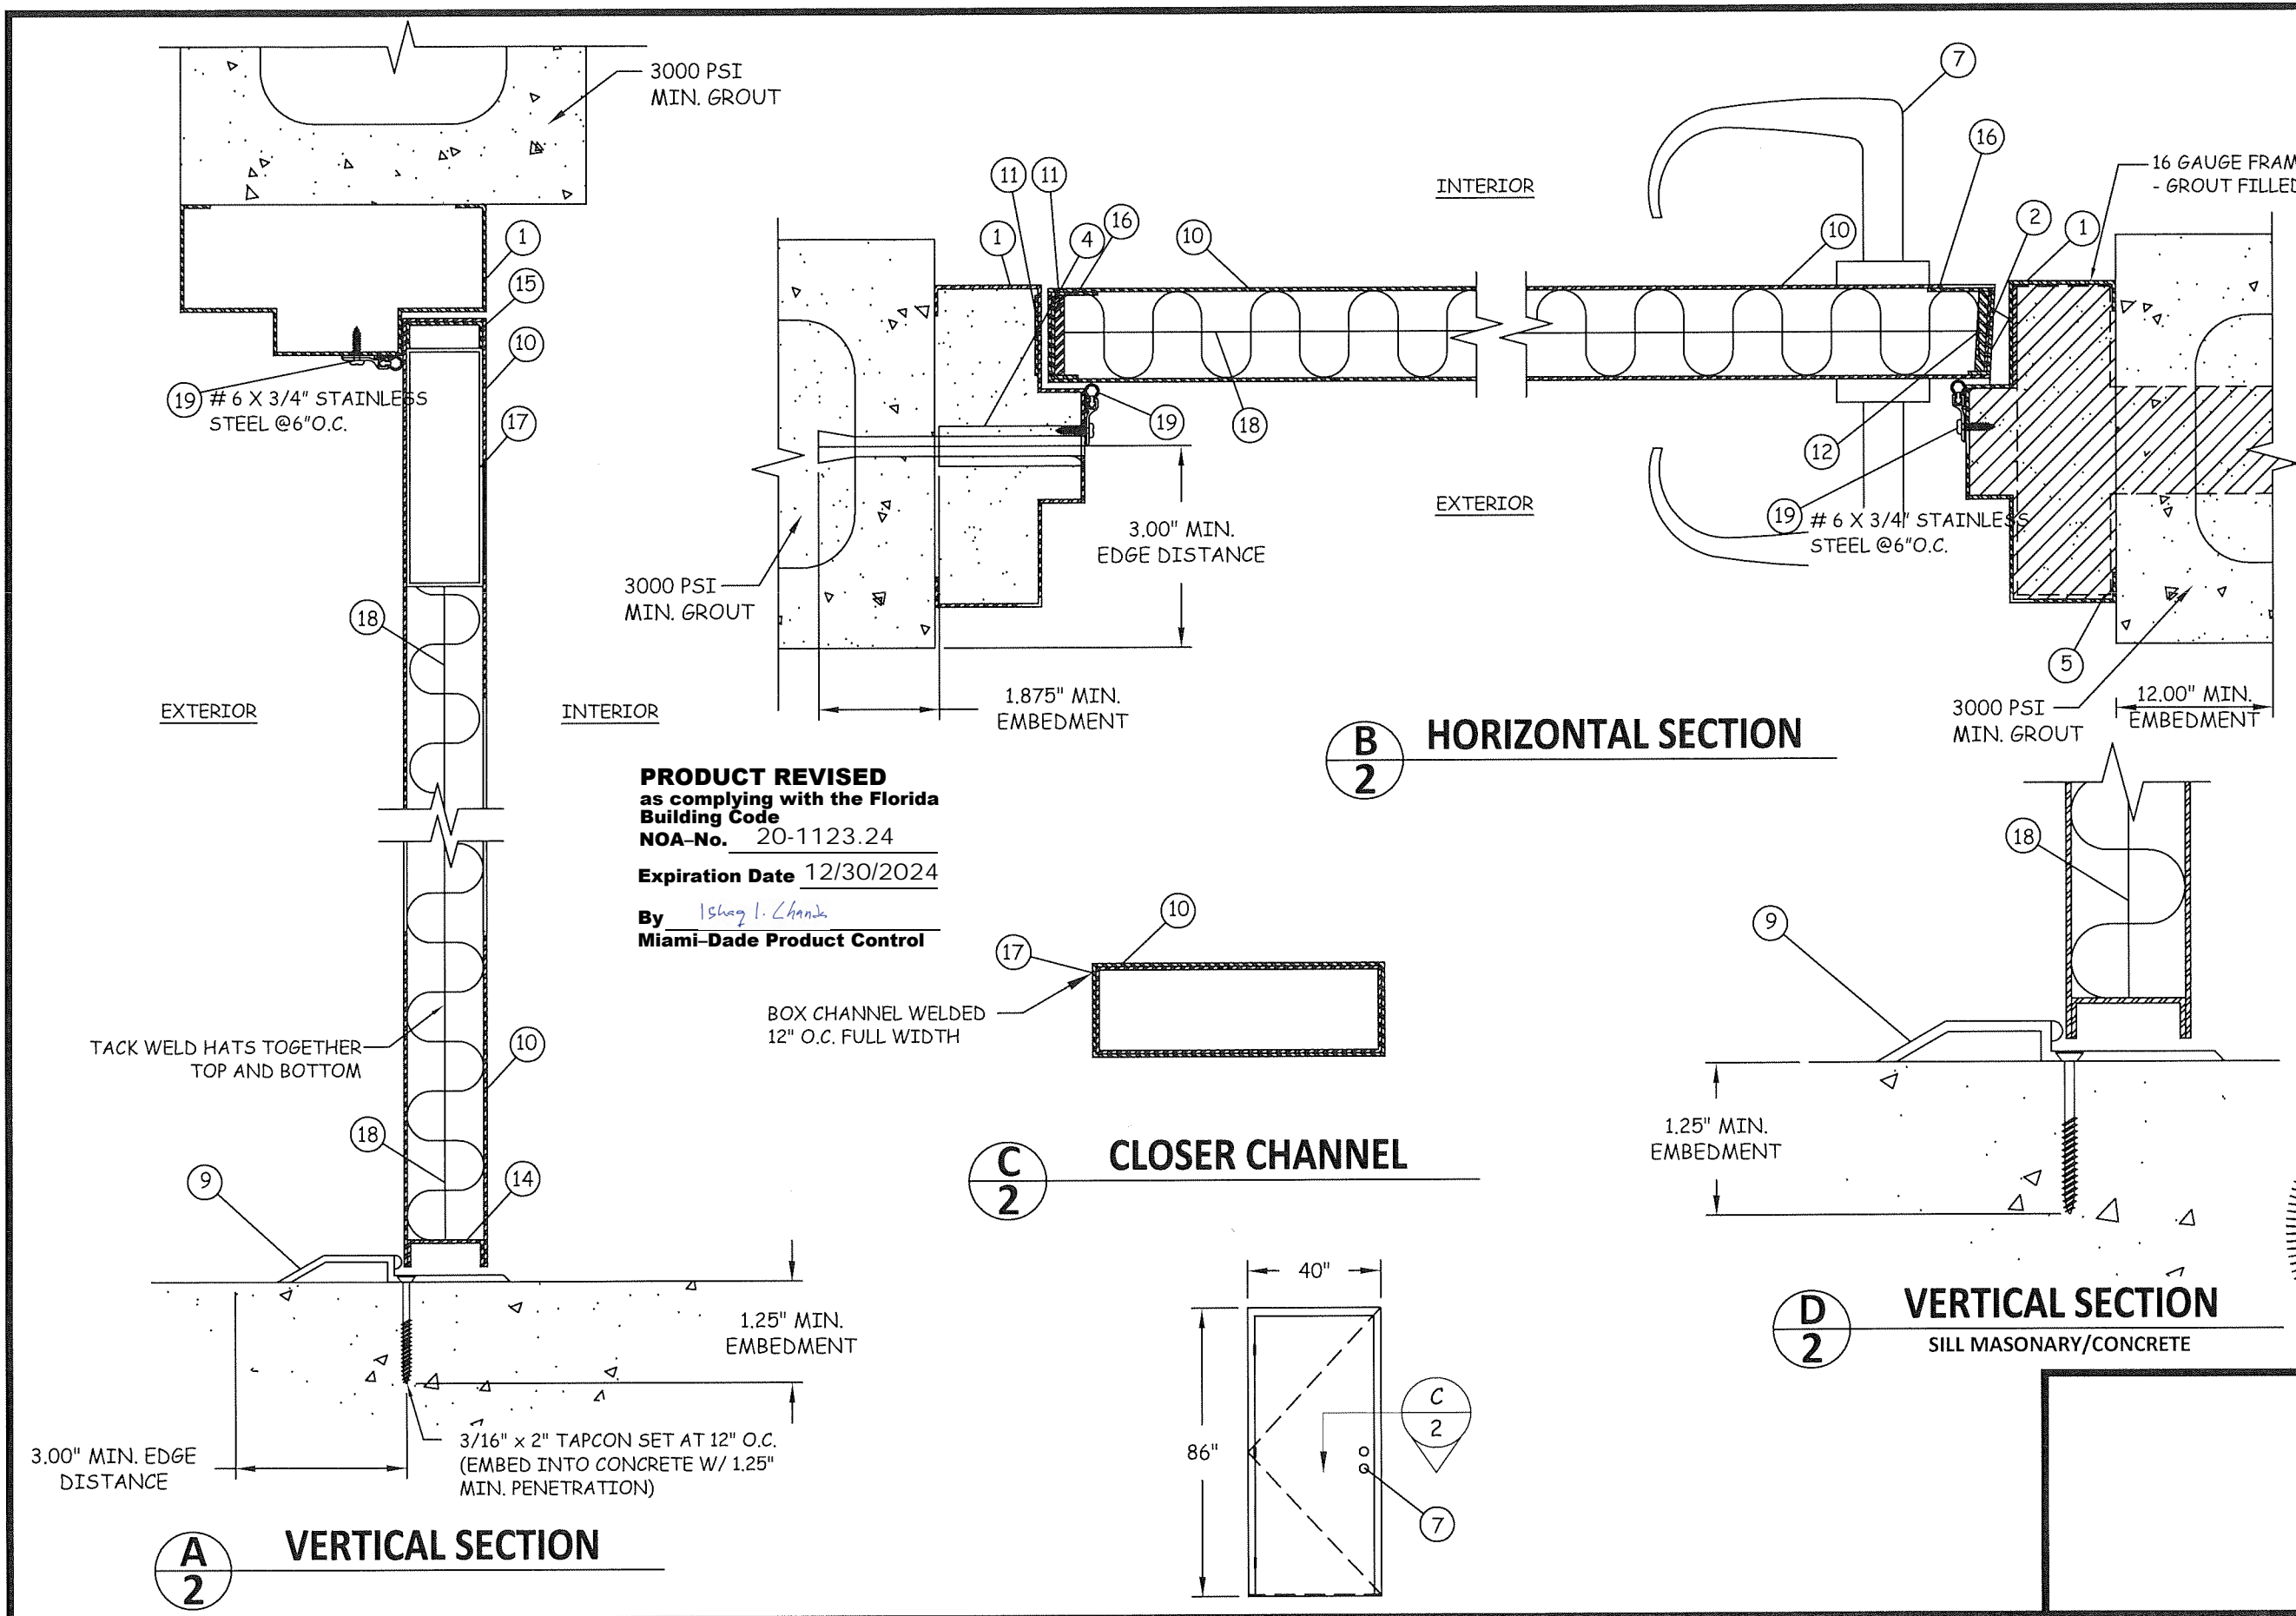 3000 PSI
MIN. GROUT
1
15
10
19 # 6 X 3/4" STAINLESS
STEEL @6"O.C.
17
18
EXTERIOR
INTERIOR
TACK WELD HATS TOGETHER
TOP AND BOTTOM
10
18
14
9
1.25" MIN.
EMBEDMENT
3.00" MIN. EDGE
DISTANCE
3/16" x 2" TAPCON SET AT 12" O.C.
(EMBED INTO CONCRETE W/ 1.25"
MIN. PENETRATION)
A
2
VERTICAL SECTION
7
11
11
16
INTERIOR
16 GAUGE FRAM
- GROUT FILLED
1
4
16
10
10
2
1
19
18
12
EXTERIOR
19 # 6 X 3/4" STAINLESS
STEEL @6"O.C.
3.00" MIN.
EDGE DISTANCE
3000 PSI
MIN. GROUT
1.875" MIN.
EMBEDMENT
5
3000 PSI
MIN. GROUT
12.00" MIN.
EMBEDMENT
B
2
HORIZONTAL SECTION
PRODUCT REVISED
as complying with the Florida
Building Code
NOA-No. 20-1123.24
Expiration Date 12/30/2024
By
Miami-Dade Product Control
17
10
BOX CHANNEL WELDED
12" O.C. FULL WIDTH
C
2
CLOSER CHANNEL
40"
86"
C
2
7
18
9
1.25" MIN.
EMBEDMENT
D
2
VERTICAL SECTION
SILL MASONARY/CONCRETE